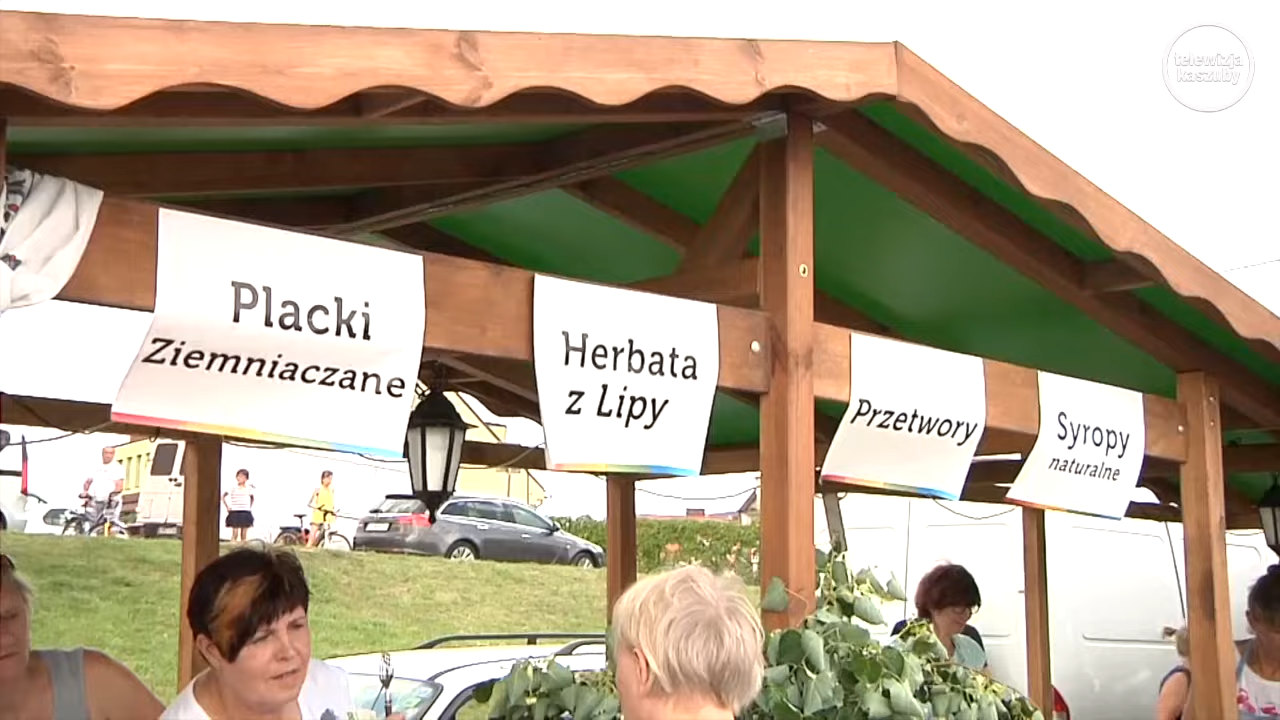 telewizja
kaszuby
Placki
Ziemniaczane
Herbata
z Lipy
Przetwory
Syropy
naturalne